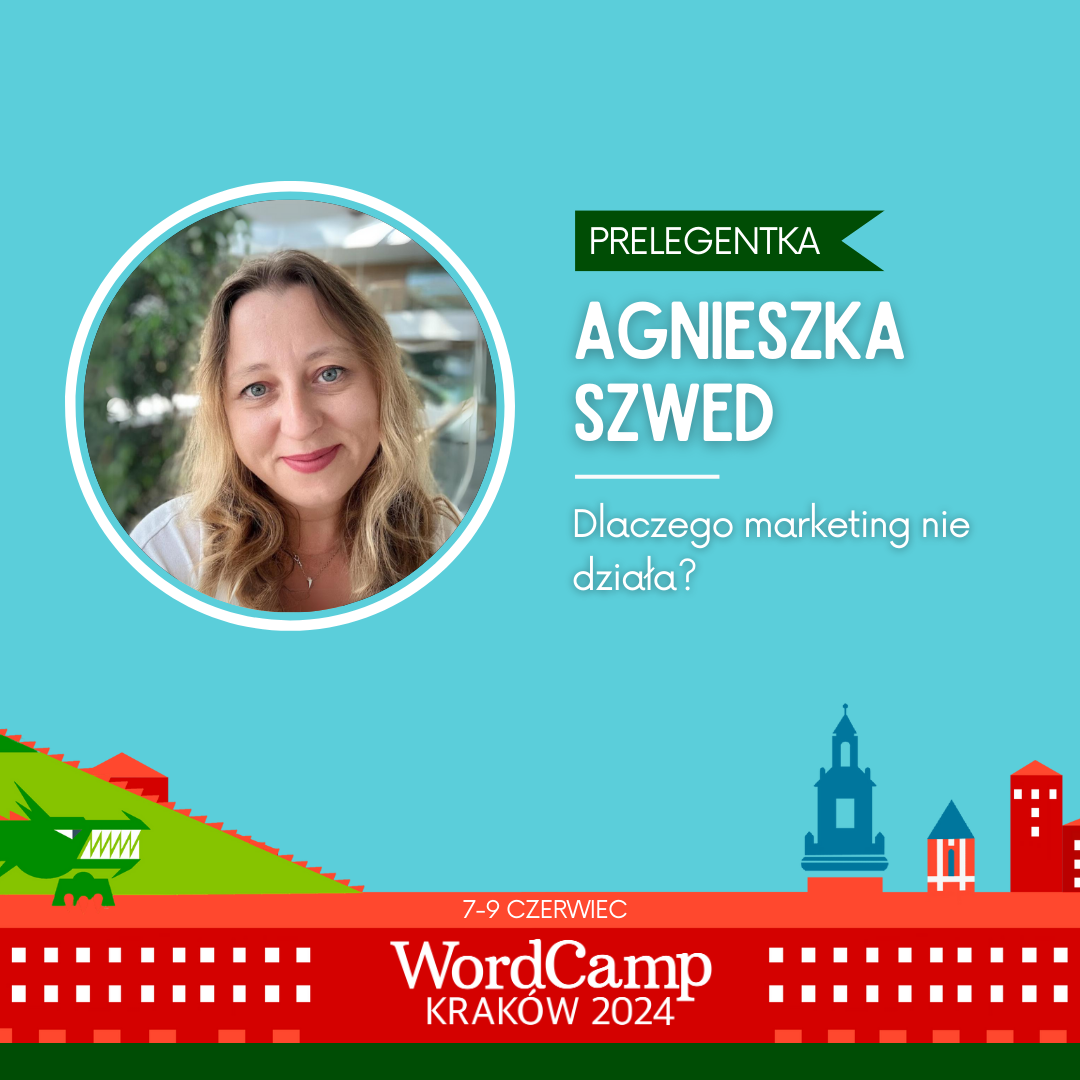 PRELEGENTKA
AGNIESZKA
SZWED
Dlaczego marketing nie
działa?
7-9 CZERWIEC
WordCamp
KRAKÓW 2024